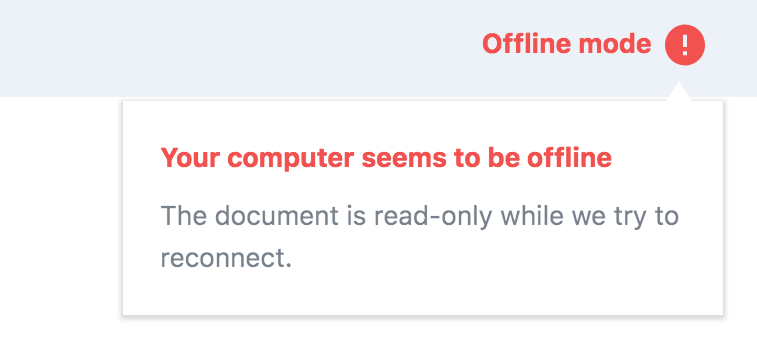 Offline mode !
Your computer seems to be offline
The document is read-only while we try to
reconnect.